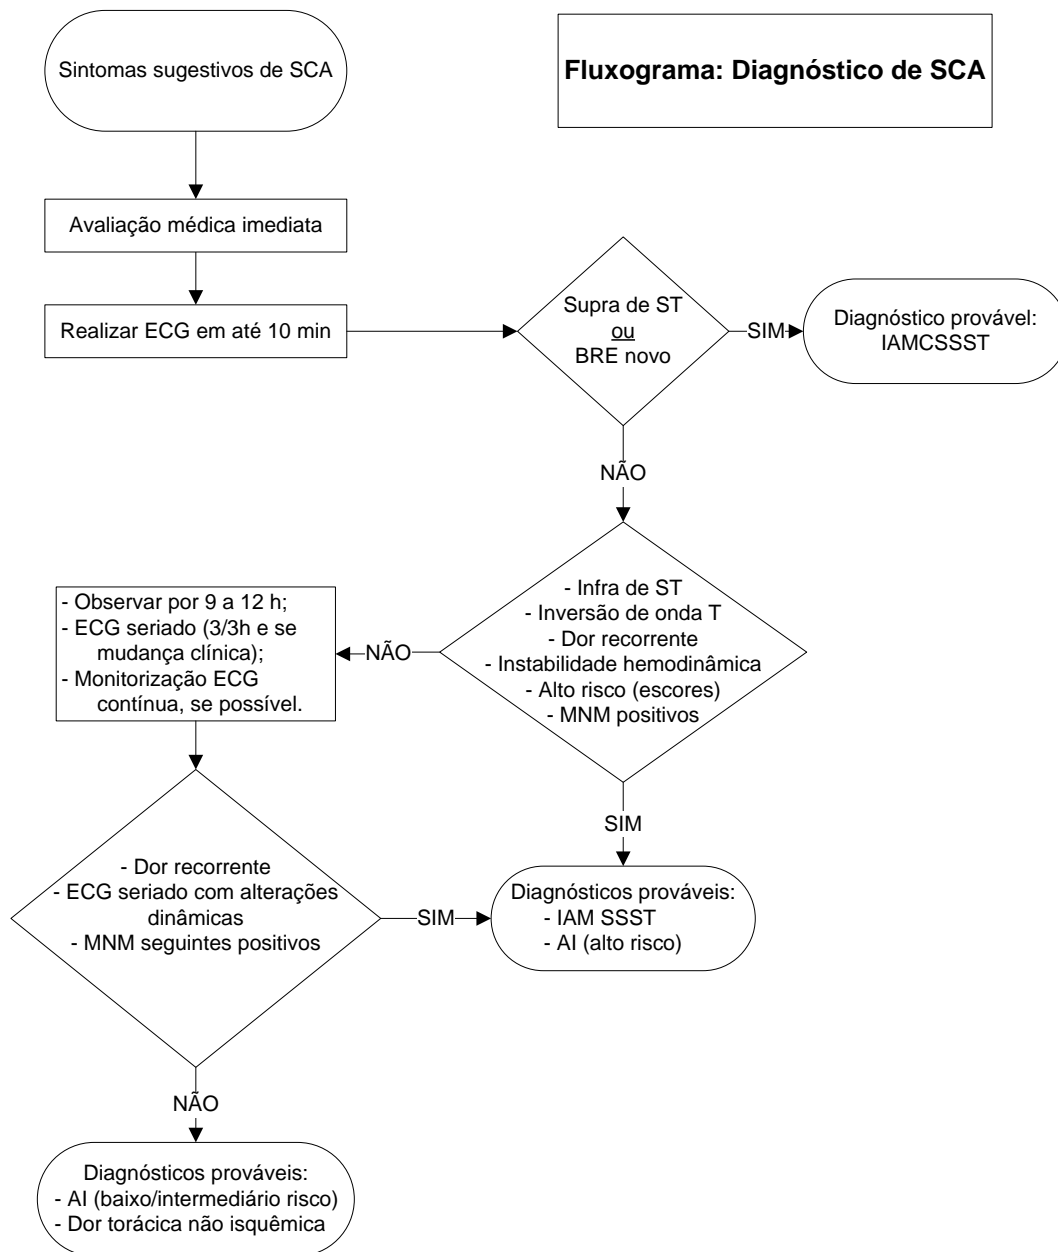 Sintomas sugestivos de SCA
Fluxograma: Diagnóstico de SCA
Avaliação médica imediata
Realizar ECG em até 10 min
Supra de ST
ou
BRE novo
SIM
Diagnóstico provável:
IAMCSSST
NÃO
- Infra de ST
- Inversão de onda T
- Dor recorrente
- Instabilidade hemodinâmica
- Alto risco (escores)
- MNM positivos
NÃO
- Observar por 9 a 12 h;
- ECG seriado (3/3h e se
mudança clínica);
- Monitorização ECG
contínua, se possível.
SIM
- Dor recorrente
- ECG seriado com alterações
dinâmicas
- MNM seguintes positivos
SIM
Diagnósticos prováveis:
- IAM SSST
- AI (alto risco)
NÃO
Diagnósticos prováveis:
- AI (baixo/intermediário risco)
- Dor torácica não isquêmica